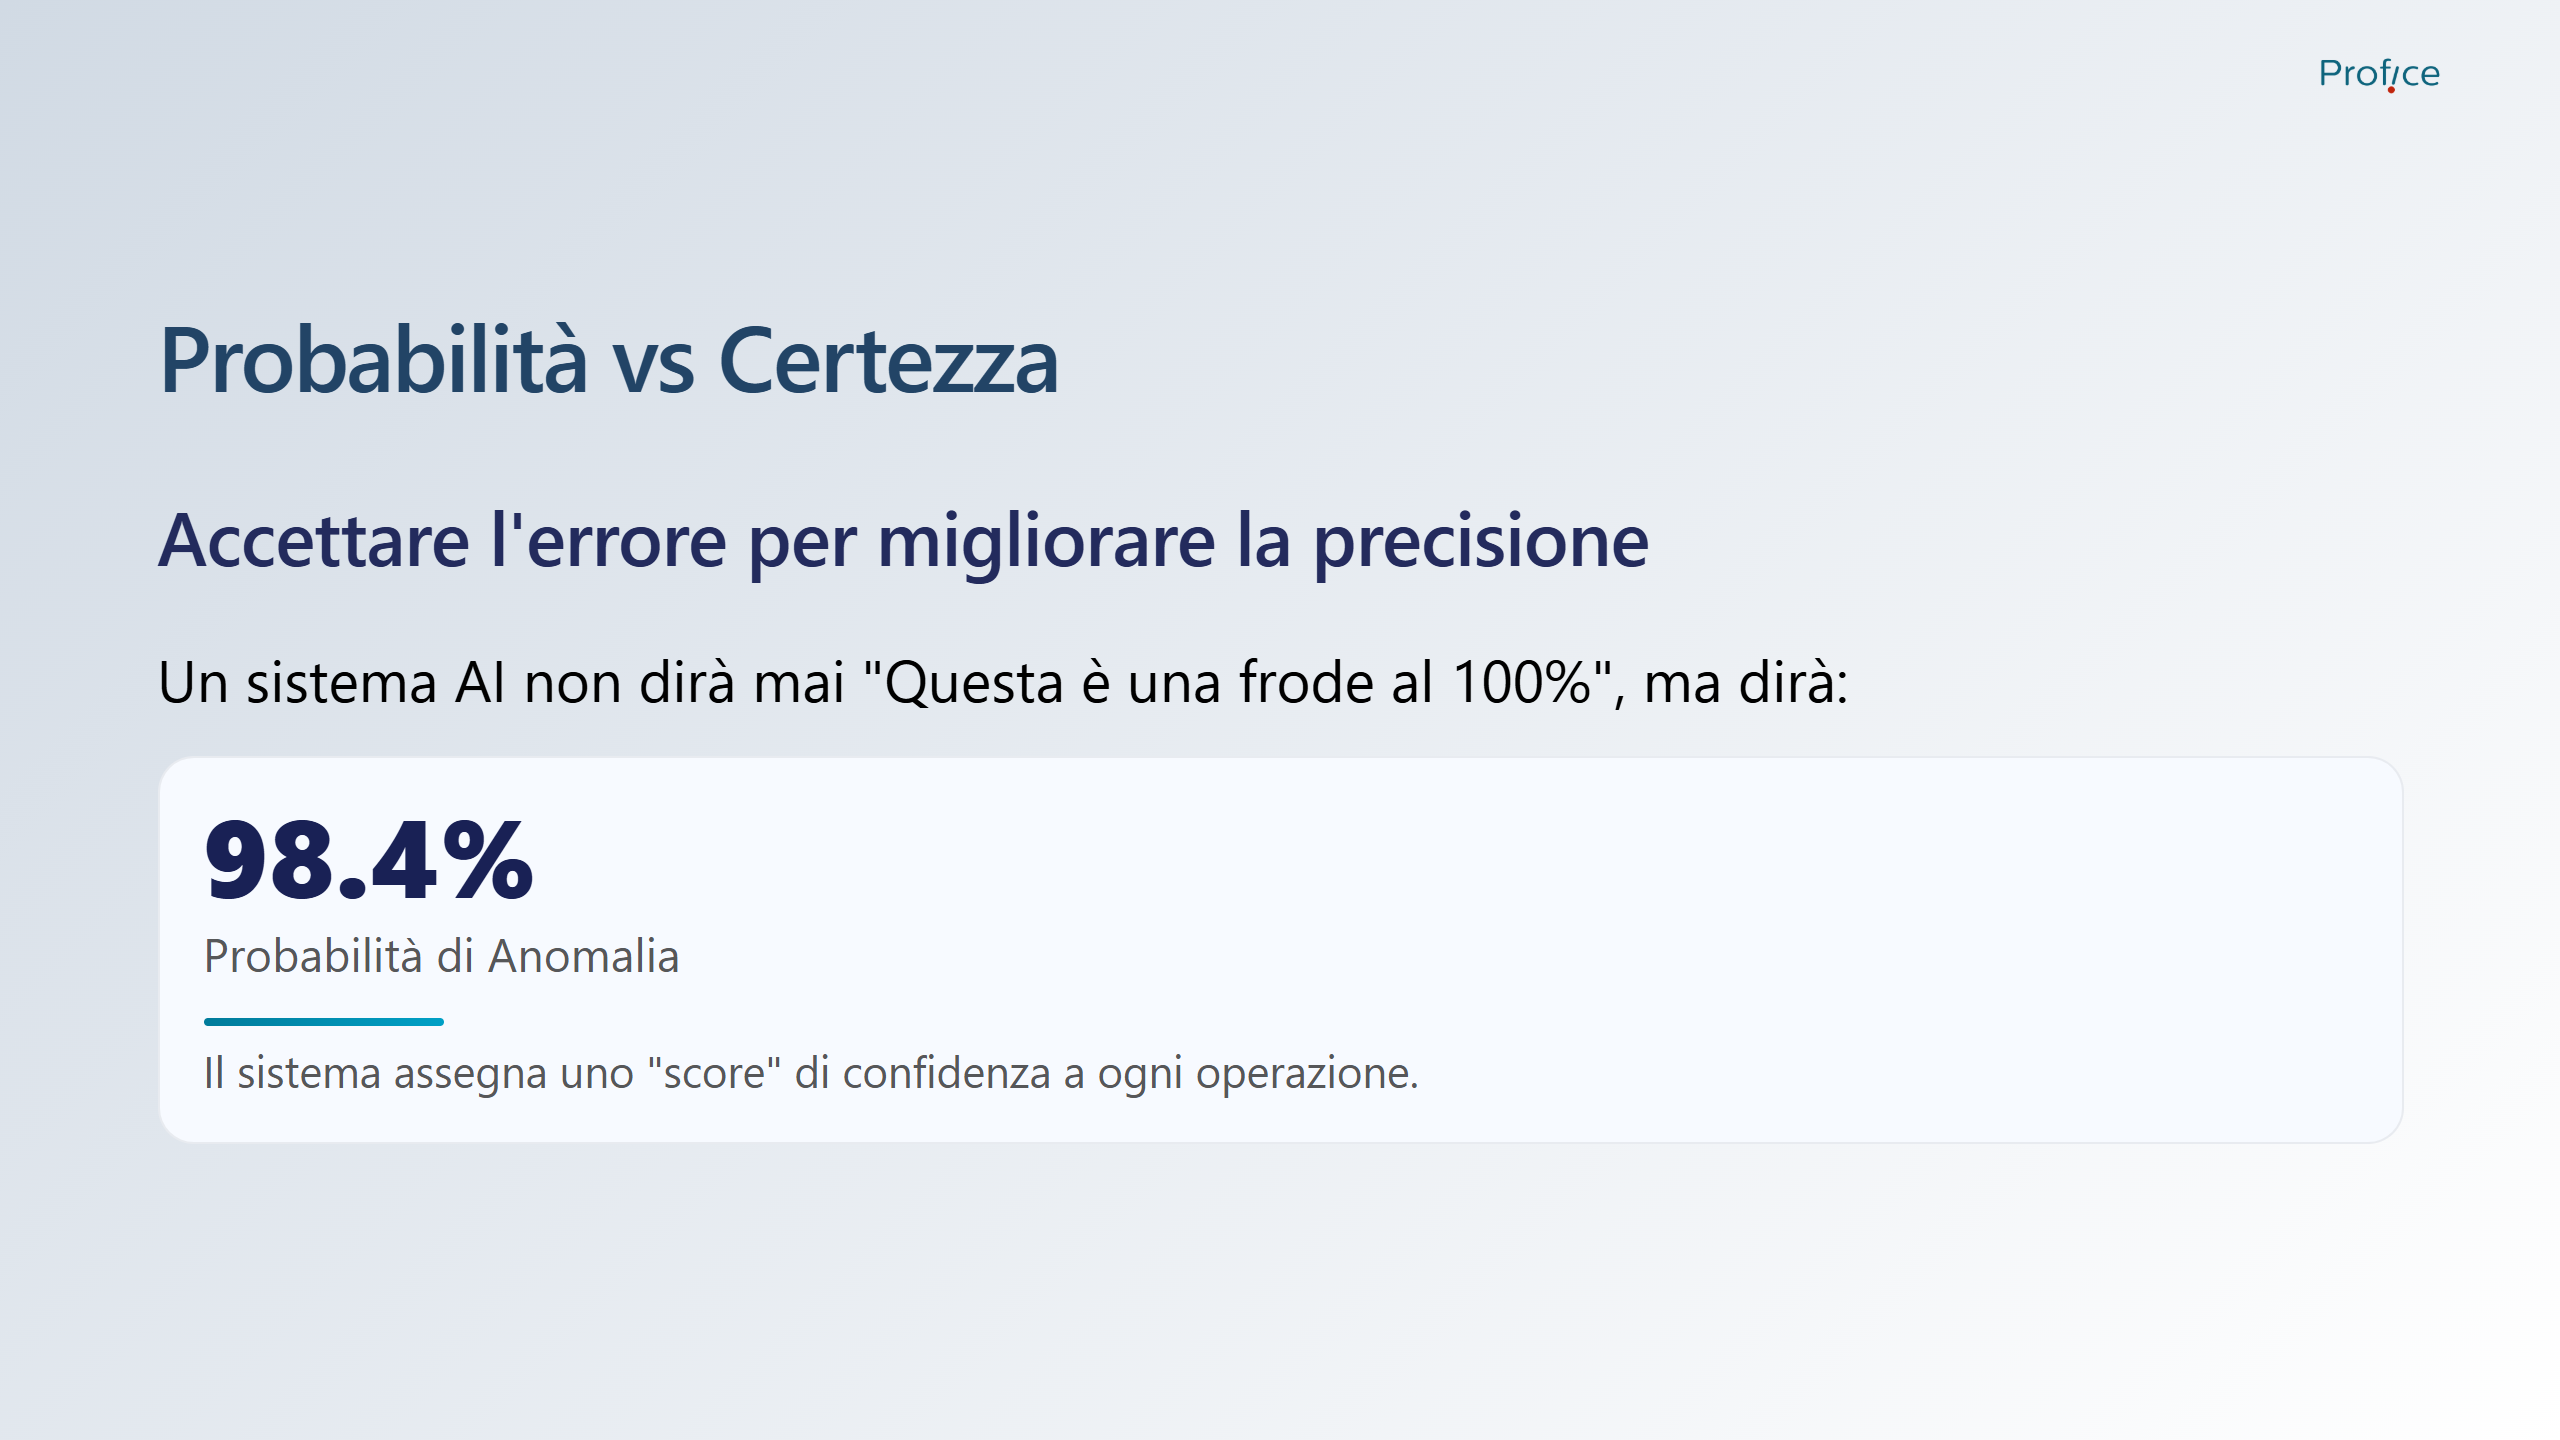 Profice
Probabilità vs Certezza
Accettare l'errore per migliorare la precisione
Un sistema AI non dirà mai "Questa è una frode al 100%", ma dirà:
98.4%
Probabilità di Anomalia
Il sistema assegna uno "score" di confidenza a ogni operazione.